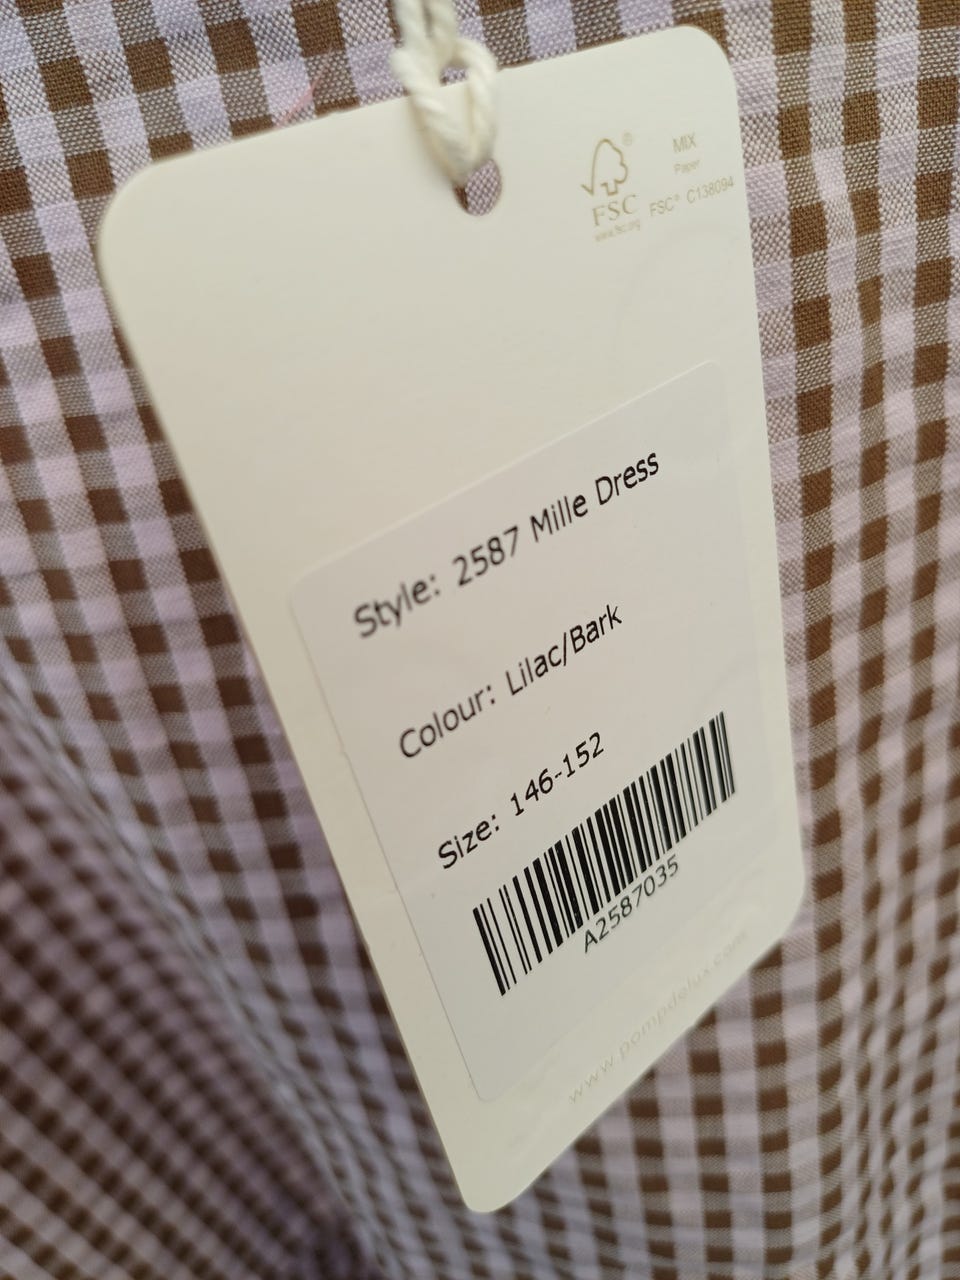 MIX
Paper
FSC® C138094
®
FSC
www.fsc.org
Style: 2587 Mille Dress
Colour: Lilac/Bark
Size: 146-152
A2587035
www.pompdelux.com